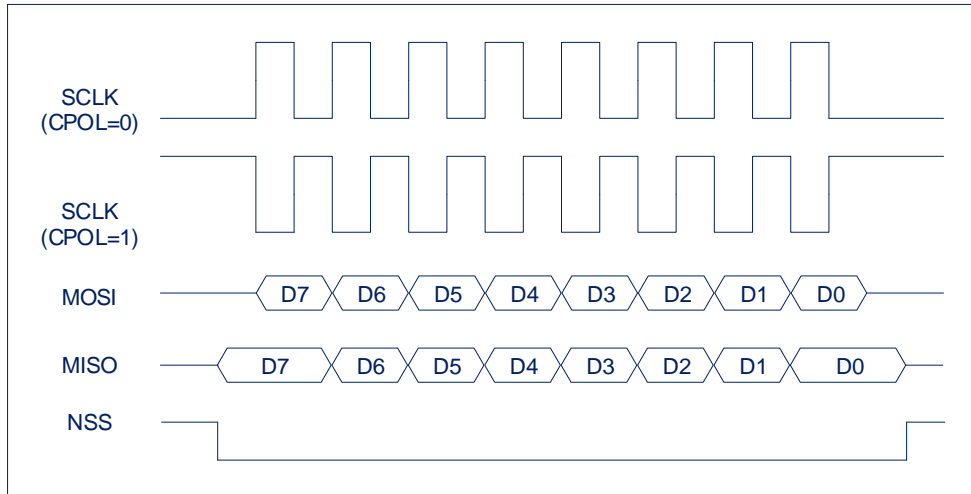 SCLK
(CPOL=0)
SCLK
(CPOL=1)
MOSI D7 D6 D5 D4 D3 D2 D1 D0
MISO D7 D6 D5 D4 D3 D2 D1 D0
NSS